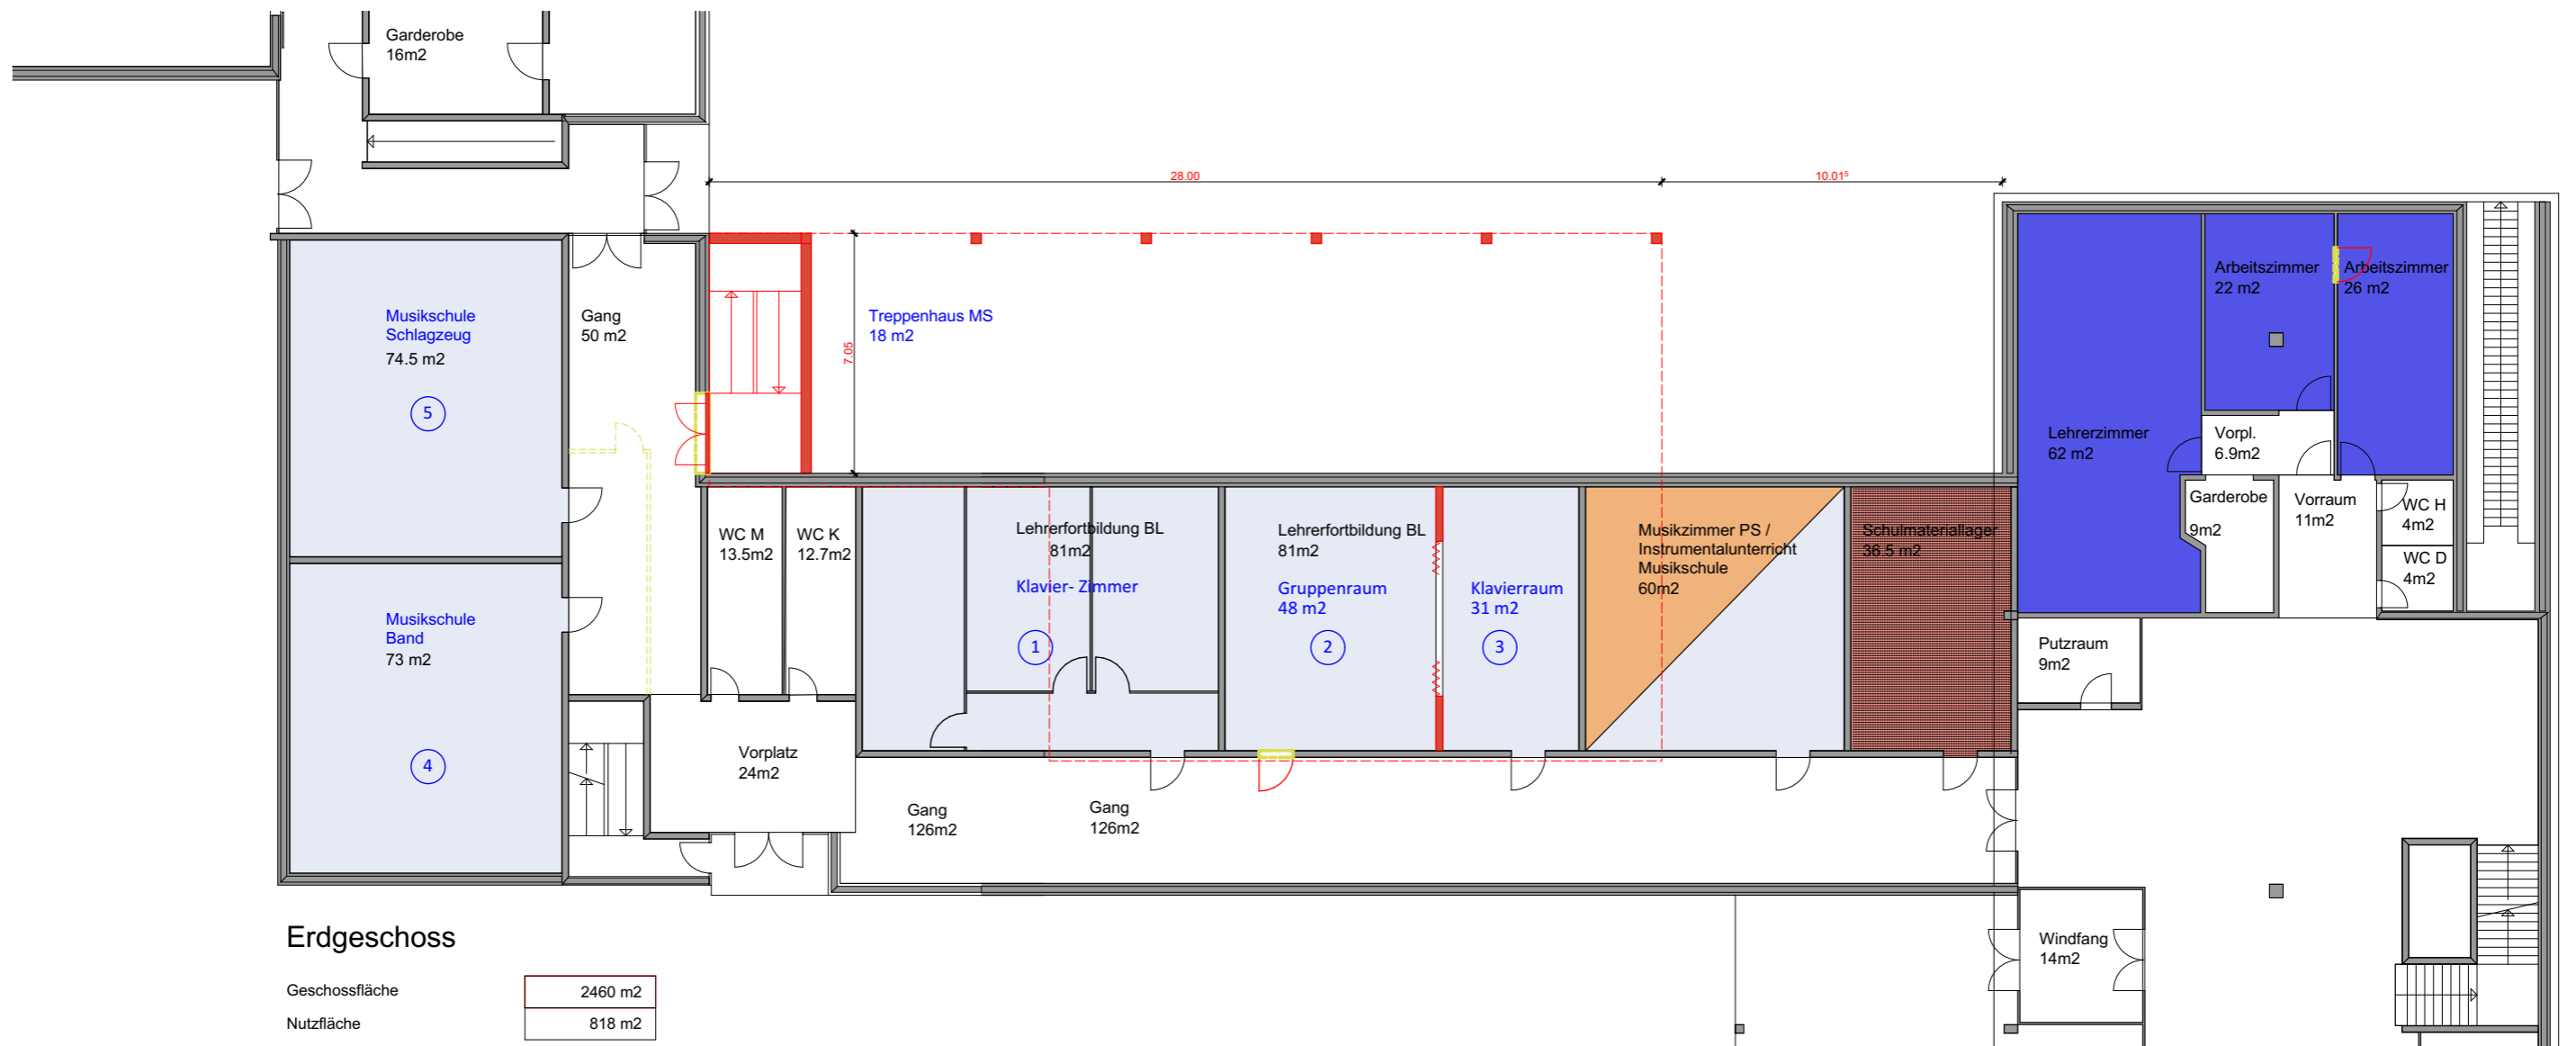 Garderobe
16m2
28.00
10.01⁵
7.05
Musikschule
Schlagzeug
74.5 m2
5
Gang
50 m2
Treppenhaus MS
18 m2
Arbeitszimmer
22 m2
Arbeitszimmer
26 m2
Lehrerzimmer
62 m2
Vorpl.
6.9m2
Garderobe
9m2
Vorraum
11m2
WC H
4m2
WC D
4m2
WC M
13.5m2
WC K
12.7m2
Lehrerfortbildung BL
81m2
Klavier- Zimmer
1
Lehrerfortbildung BL
81m2
Gruppenraum
48 m2
2
Klavierraum
31 m2
3
Musikzimmer PS /
Instrumentalunterricht
Musikschule
60m2
Schulmateriallager
36.5 m2
Musikschule
Band
73 m2
4
Putzraum
9m2
Vorplatz
24m2
Gang
126m2
Gang
126m2
Windfang
14m2
Erdgeschoss
Geschossfläche
2460 m2
Nutzfläche
818 m2